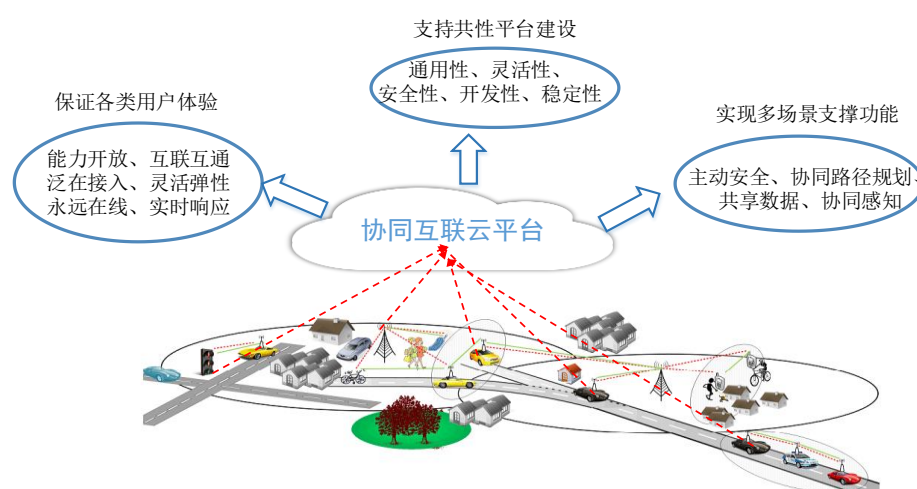 支持共性平台建设
通用性、灵活性、
安全性、开发性、稳定性
保证各类用户体验
能力开放、互联互通
泛在接入、灵活弹性
永远在线、实时响应
实现多场景支撑功能
主动安全、协同路径规划、
共享数据、协同感知
协同互联云平台